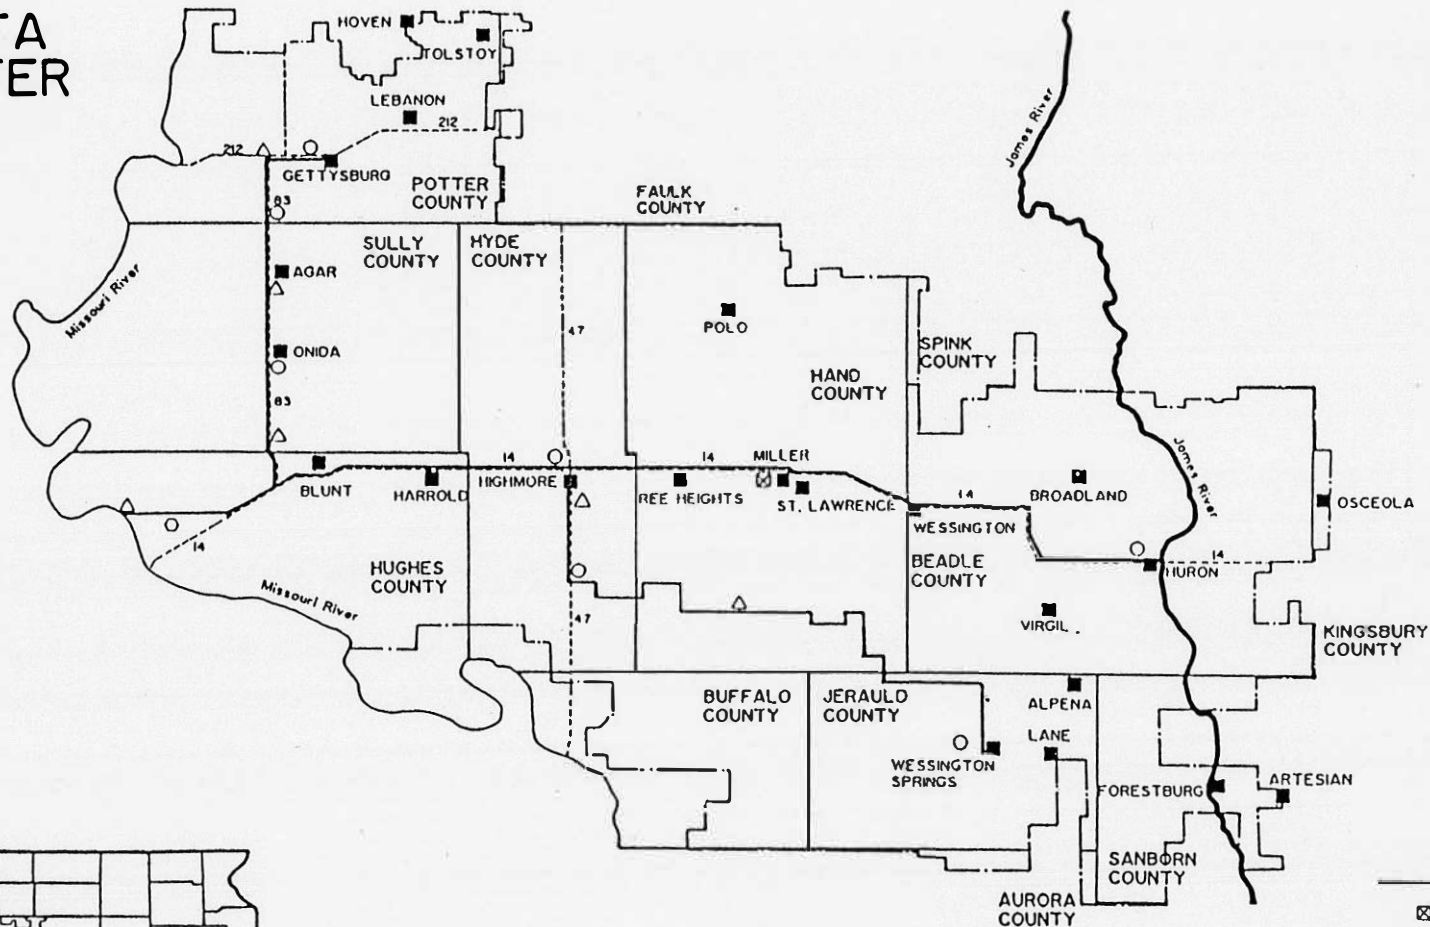 TA
TER
HOVEN
TOLSTOY
LEBANON
212
212
GETTYSBURG
POTTER
COUNTY
83
FAULK
COUNTY
James River
SULLY
COUNTY
HYDE
COUNTY
AGAR
Missouri River
POLO
47
ONIDA
SPINK
COUNTY
HAND
COUNTY
83
14
14
MILLER
James River
BLUNT
HARROLD
HIGHMORE
REE HEIGHTS
ST. LAWRENCE
14
BROADLAND
OSCEOLA
WESSINGTON
14
14
HUGHES
COUNTY
BEADLE
COUNTY
HURON
Missouri River
47
VIRGIL
KINGSBURY
COUNTY
BUFFALO
COUNTY
JERAULD
COUNTY
ALPENA
LANE
WESSINGTON
SPRINGS
FORESTBURG
ARTESIAN
SANBORN
COUNTY
AURORA
COUNTY